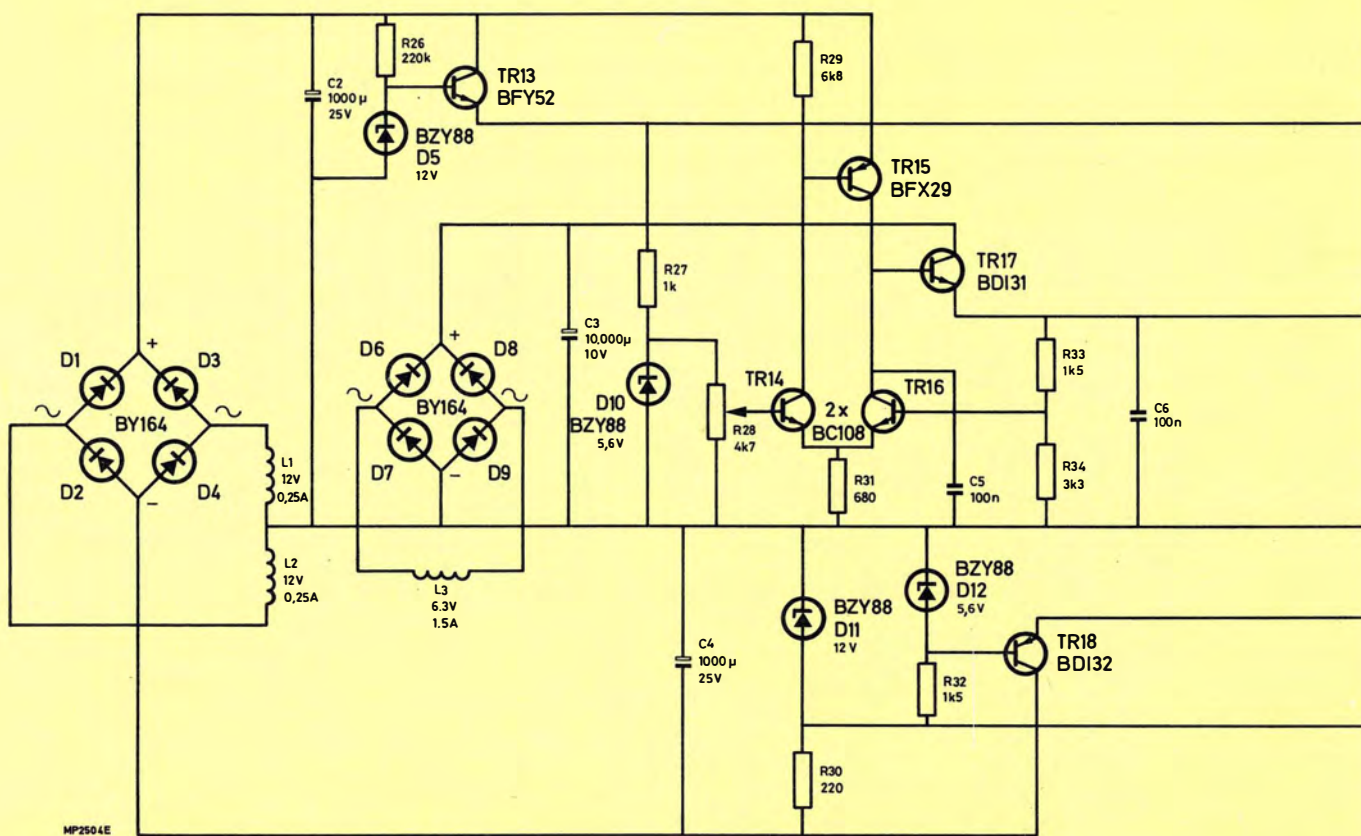 R26
220k
C2
1000 µ
25V
TR13
BFY52
BZY88
D5
12V
R29
6k8
TR15
BFX29
R27
1k
TR17
BD131
C3
10,000µ
10V
D1
+
D3
D6
+
D8
BY164
BY164
D2
−
D4
D7
−
D9
L1
12V
0,25A
L2
12V
0,25A
L3
6.3V
1.5A
D10
BZY88
5,6V
R28
4k7
TR14
2x
BC108
TR16
R31
680
C5
100n
R33
1k5
R34
3k3
C6
100n
C4
1000 µ
25V
BZY88
D11
12V
BZY88
D12
5,6V
R32
1k5
TR18
BD132
R30
220
MP2504E